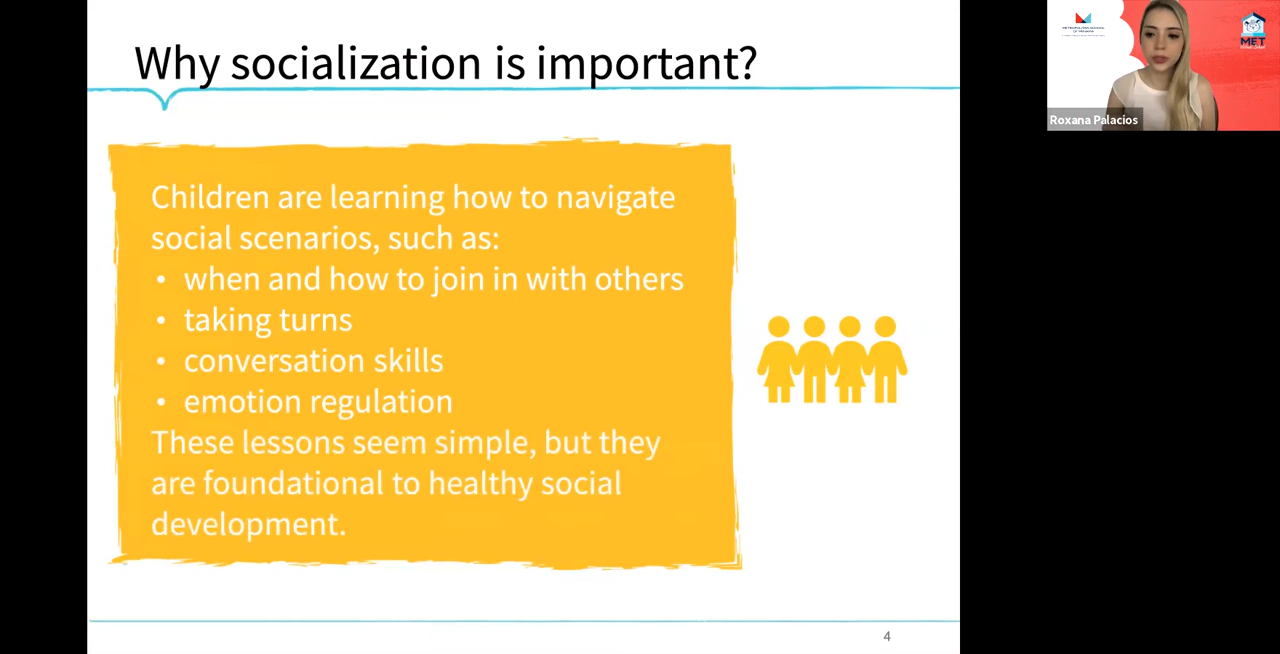 Why socialization is important?
Children are learning how to navigate
social scenarios, such as:
• when and how to join in with others
• taking turns
• conversation skills
• emotion regulation
These lessons seem simple, but they
are foundational to healthy social
development.
4
MET
Roxana Palacios